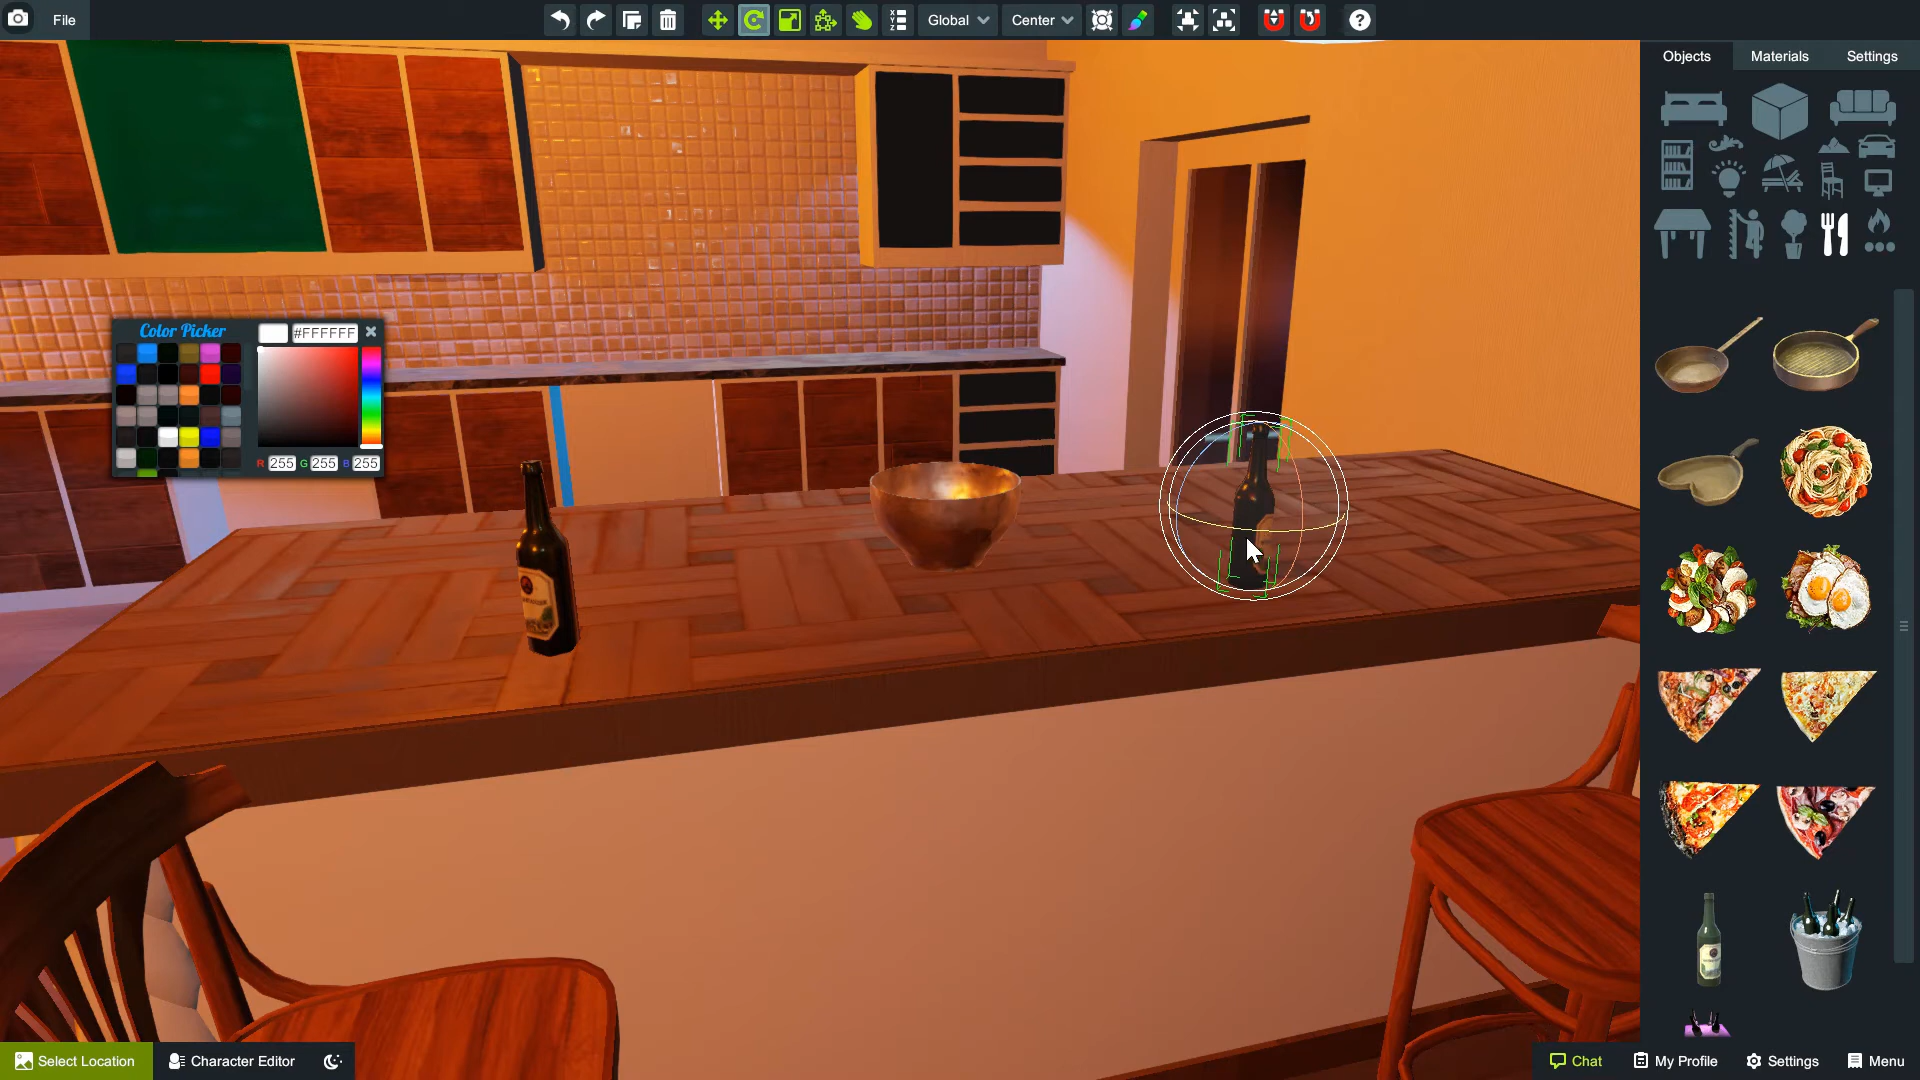 File
Global
Center
Objects
Materials
Settings
Color Picker
#FFFFFF
R 255 G 255 B 255
Select Location
Character Editor
Chat
My Profile
Settings
Menu